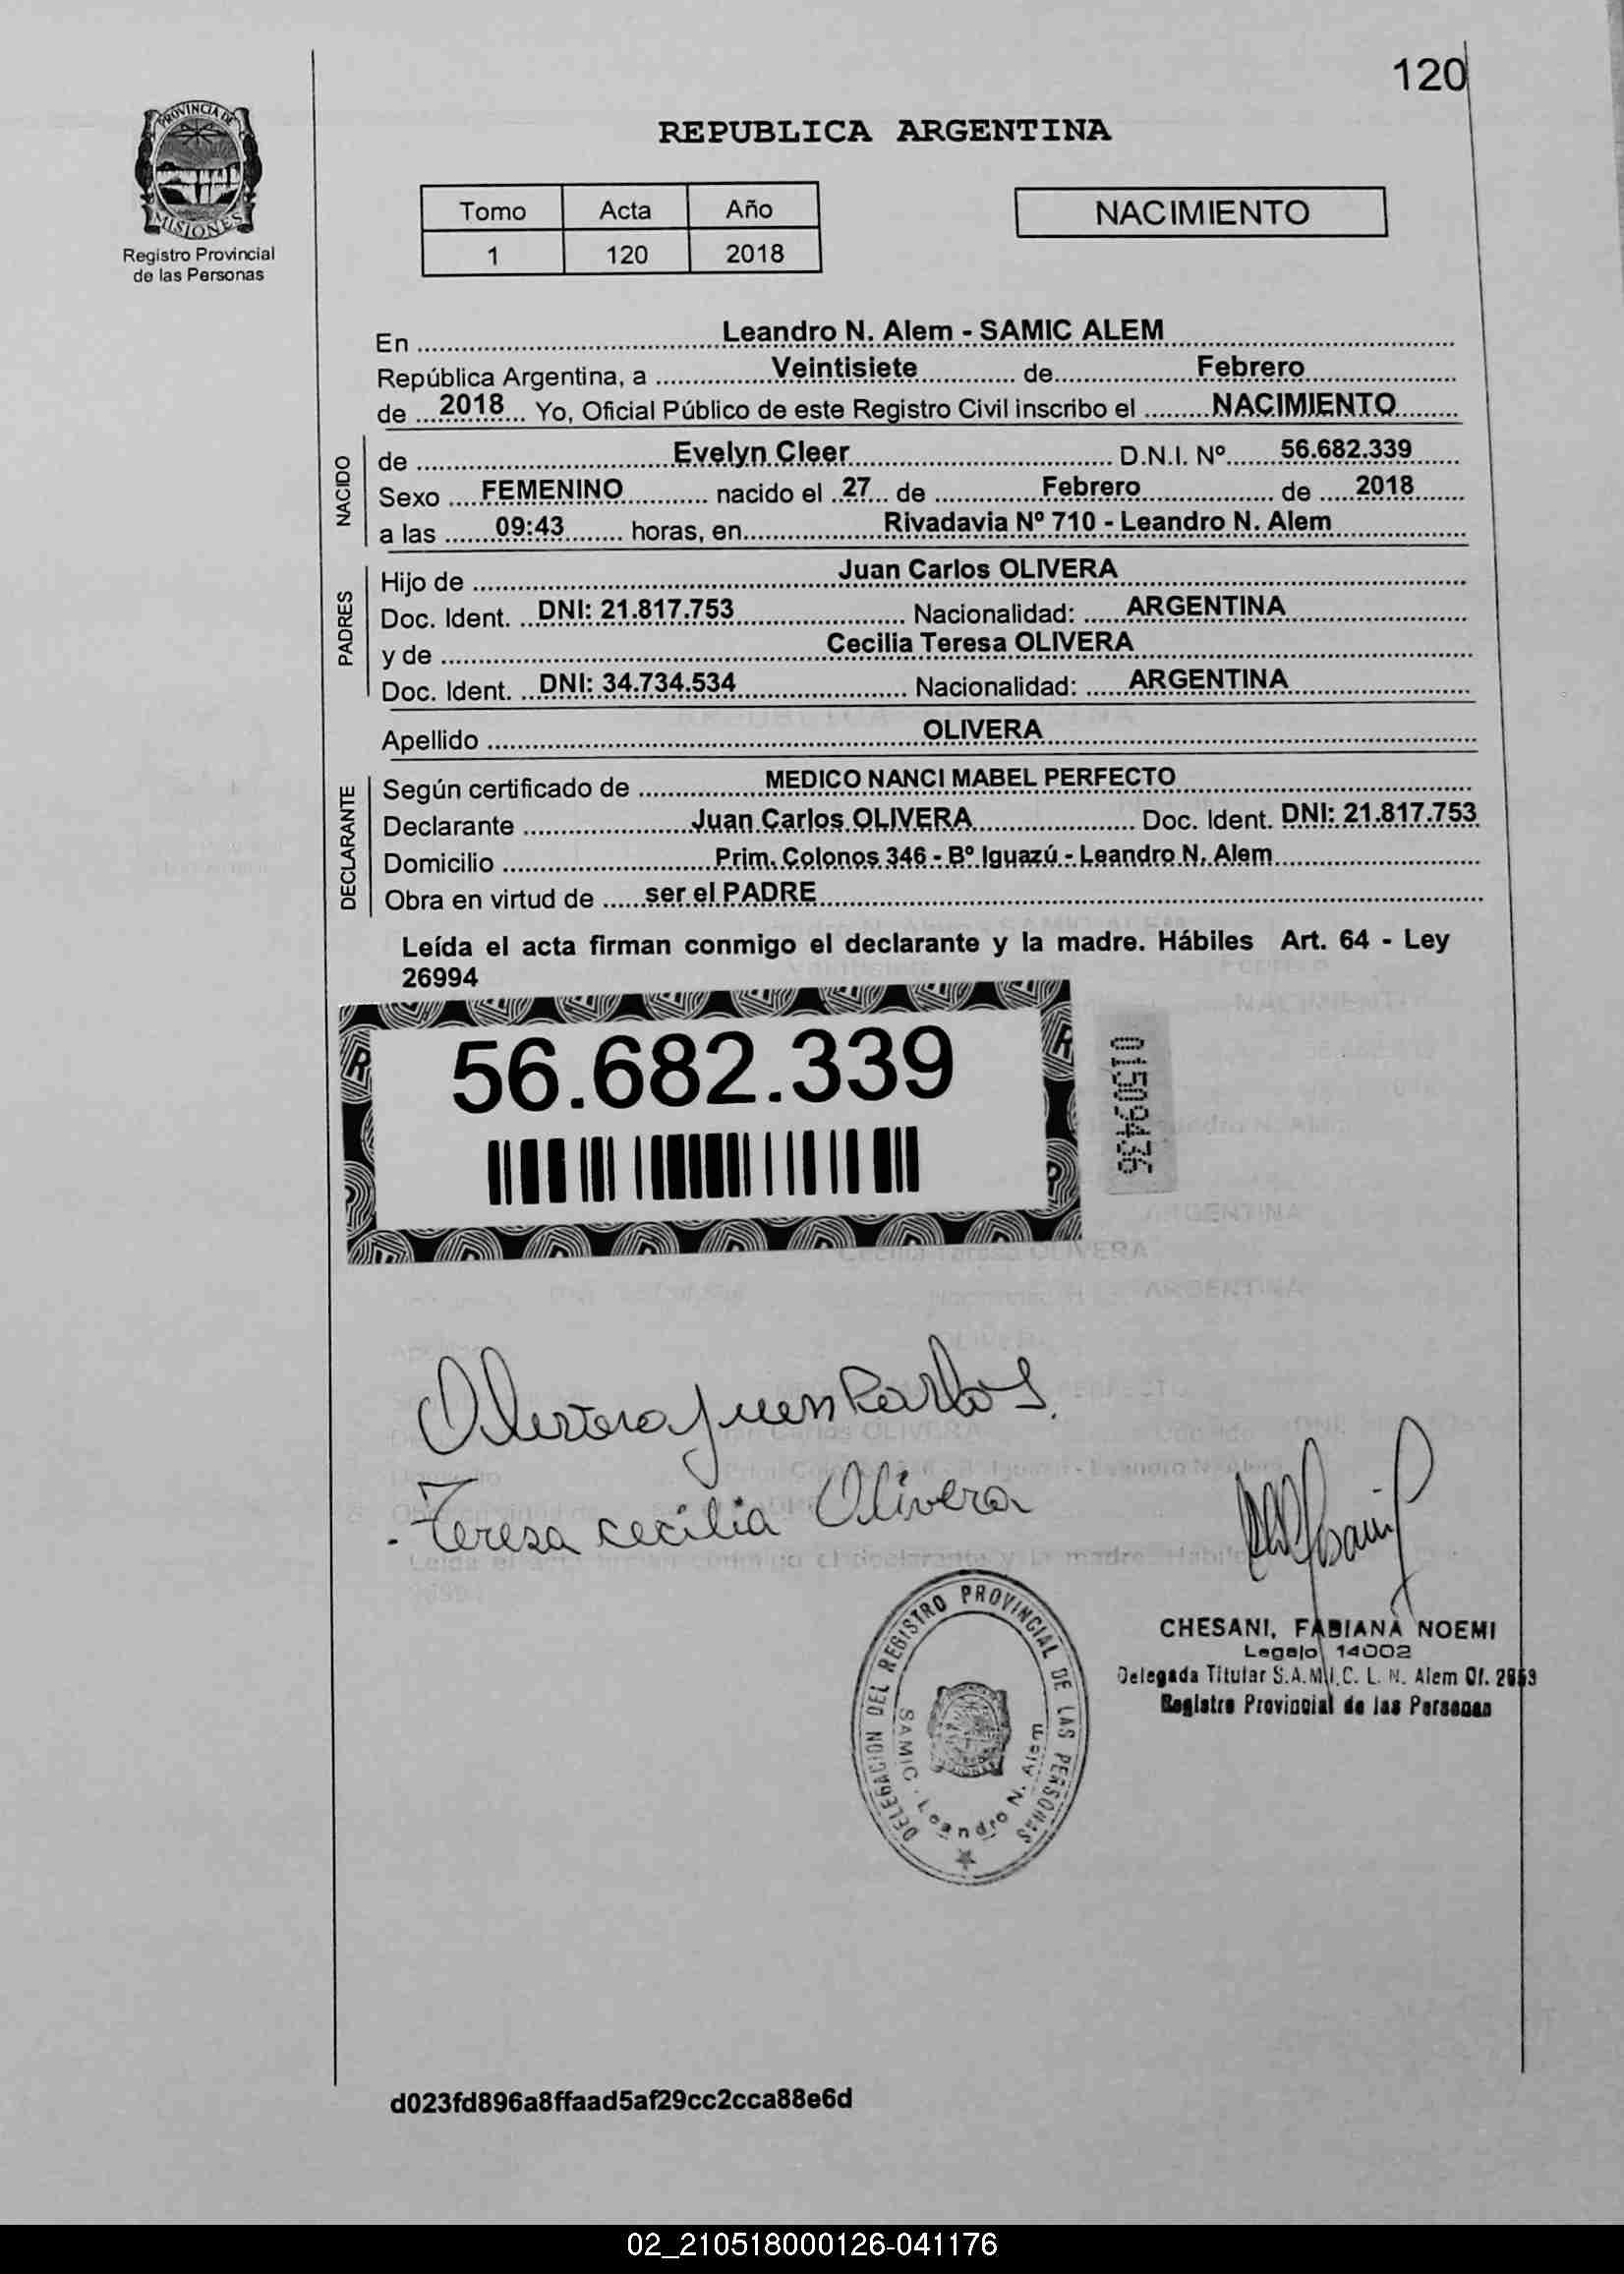 120
PROVINCIA DE
MISIONES
Registro Provincial
de las Personas
REPUBLICA ARGENTINA
Tomo Acta Año
1 120 2018
NACIMIENTO
En Leandro N. Alem - SAMIC ALEM
República Argentina, a Veintisiete de Febrero
de 2018 Yo, Oficial Público de este Registro Civil inscribo el NACIMIENTO
NACIDO
de Evelyn Cleer D.N.I. Nº 56.682.339
Sexo FEMENINO nacido el 27 de Febrero de 2018
a las 09:43 horas, en Rivadavia Nº 710 - Leandro N. Alem
PADRES
Hijo de Juan Carlos OLIVERA
Doc. Ident. DNI: 21.817.753 Nacionalidad: ARGENTINA
y de Cecilia Teresa OLIVERA
Doc. Ident. DNI: 34.734.534 Nacionalidad: ARGENTINA
Apellido OLIVERA
DECLARANTE
Según certificado de MEDICO NANCI MABEL PERFECTO
Declarante Juan Carlos OLIVERA Doc. Ident. DNI: 21.817.753
Domicilio Prim. Colonos 346 - Bº Iguazú - Leandro N. Alem
Obra en virtud de ser el PADRE
Leída el acta firman conmigo el declarante y la madre. Hábiles Art. 64 - Ley
26994
56.682.339
01509436
Olivera Juan Carlos.
Teresa Cecilia Olivera
DELEGACION DEL REGISTRO PROVINCIAL DE LAS PERSONAS
SAMIC - Leandro N. Alem
CHESANI, FABIANA NOEMI
Legajo 14002
Delegada Titular S.A.M.I.C. L. N. Alem Of. 2853
Registro Provincial de las Personas
d023fd896a8ffaad5af29cc2cca88e6d
02_210518000126-041176